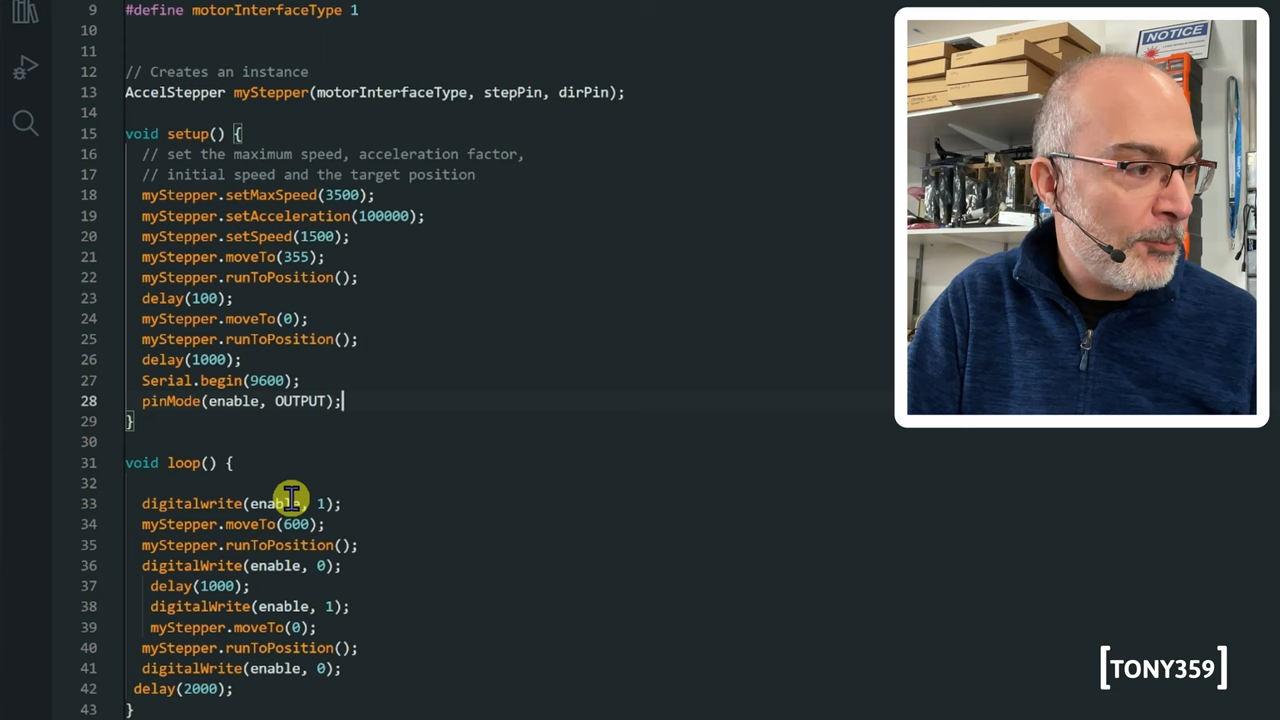 9 #define motorInterfaceType 1
10
11
12 // Creates an instance
13 AccelStepper myStepper(motorInterfaceType, stepPin, dirPin);
14
15 void setup() {
16 // set the maximum speed, acceleration factor,
17 // initial speed and the target position
18 myStepper.setMaxSpeed(3500);
19 myStepper.setAcceleration(100000);
20 myStepper.setSpeed(1500);
21 myStepper.moveTo(355);
22 myStepper.runToPosition();
23 delay(100);
24 myStepper.moveTo(0);
25 myStepper.runToPosition();
26 delay(1000);
27 Serial.begin(9600);
28 pinMode(enable, OUTPUT);
29 }
30
31 void loop() {
32
33 digitalwrite(enable, 1);
34 myStepper.moveTo(600);
35 myStepper.runToPosition();
36 digitalWrite(enable, 0);
37 delay(1000);
38 digitalWrite(enable, 1);
39 myStepper.moveTo(0);
40 myStepper.runToPosition();
41 digitalWrite(enable, 0);
42 delay(2000);
43 }
NOTICE
[TONY359]